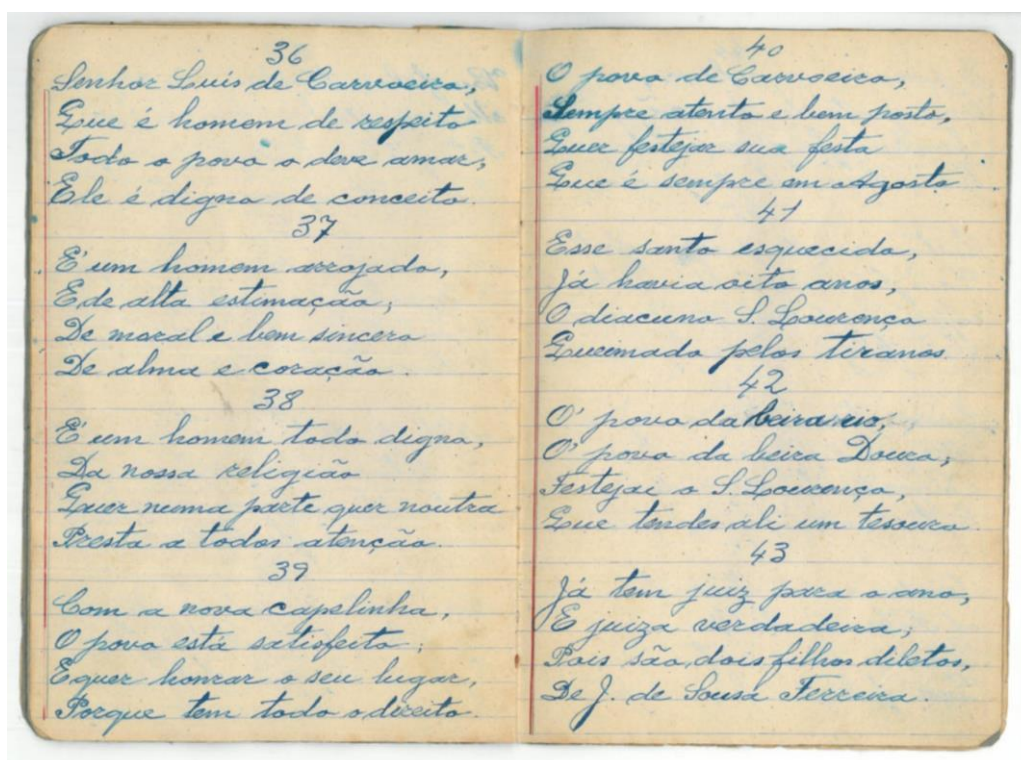 36
Senhor Luís de Carvoeiro,
Que é homem de respeito
Todo o povo o deve amar,
Ele é digno de conceito.
37
É um homem arrojado,
E de alta estimação;
De moral e bem sincero
De alma e coração.
38
É um homem todo digno,
Da nossa religião
Quer numa parte quer noutra
Presta a todos atenção.
39
Com a nova capelinha,
O povo está satisfeito;
E quer honrar o seu lugar,
Porque tem todo o direito.
40
O povo de Carvoeiro,
Sempre atento e bem posto,
Quer festejar sua festa
Que é sempre em Agosto
41
Esse santo esquecido,
Já havia oito anos,
O diacuno S. Lourenço
Queimado pelos tiranos.
42
O' povo da beira rio,
O' povo da beira Douro,
Festejai o S. Lourenço,
Que tendes ali um tesouro.
43
Já tem juiz para o ano,
E juiza verdadeira;
Pois são dois filhos diletos,
De J. de Sousa Ferreira.